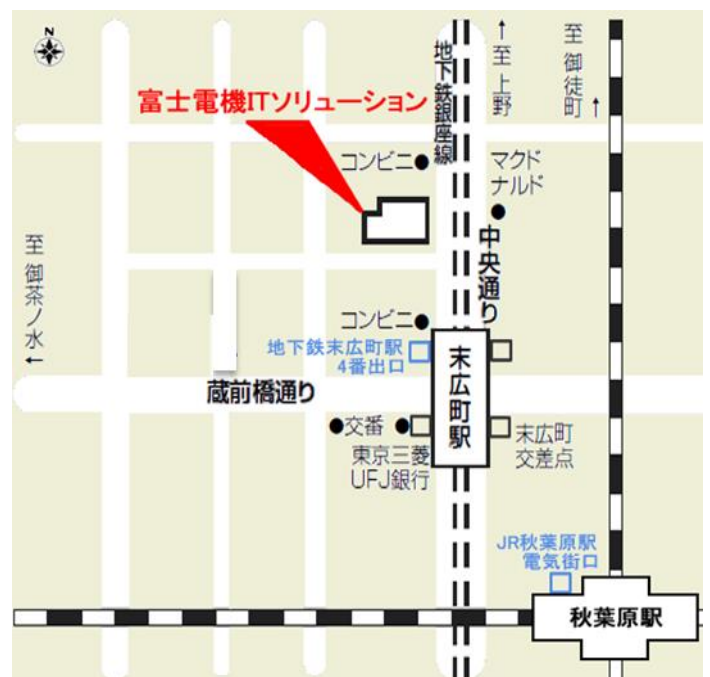 N
地下鉄銀座線
↑至上野
至御徒町↑
富士電機ITソリューション
コンビニ●
マクド
ナルド
●
中央通り
至御茶ノ水←
コンビニ●
地下鉄末広町駅
4番出口
末広町駅
蔵前橋通り
●交番 ●
東京三菱
UFJ銀行
末広町
交差点
JR秋葉原駅
電気街口
秋葉原駅